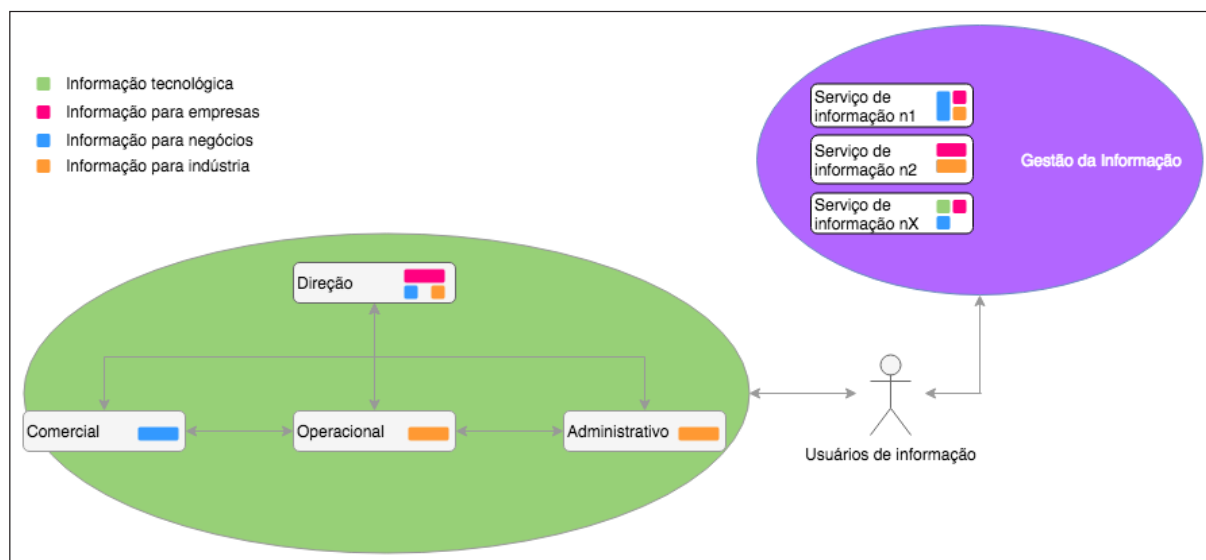 Informação tecnológica
Informação para empresas
Informação para negócios
Informação para indústria
Serviço de
informação n1
Serviço de
informação n2
Serviço de
informação nX
Gestão da Informação
Direção
Comercial
Operacional
Administrativo
Usuários de informação